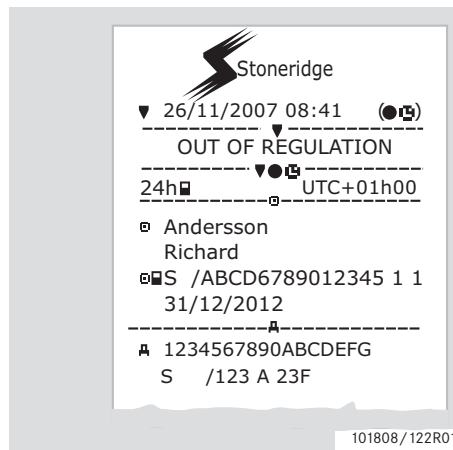 Stoneridge
▼ 26/11/2007 08:41 (●)
OUT OF REGULATION
24h UTC+01h00
Andersson
Richard
S /ABCD6789012345 1 1
31/12/2012
1234567890ABCDEFG
S /123 A 23F
101808/122R01